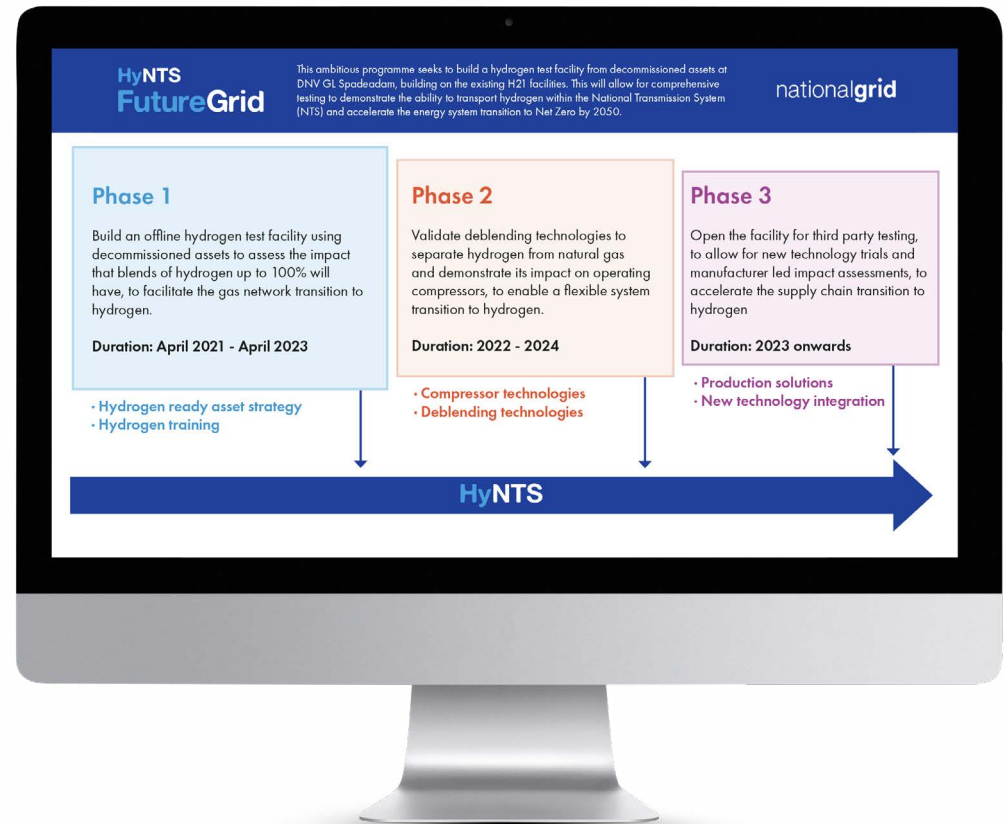 HyNTS
FutureGrid
This ambitious programme seeks to build a hydrogen test facility from decommissioned assets at
DNV GL Spadeadam, building on the existing H21 facilities. This will allow for comprehensive
testing to demonstrate the ability to transport hydrogen within the National Transmission System
(NTS) and accelerate the energy system transition to Net Zero by 2050.
nationalgrid
Phase 1
Build an offline hydrogen test facility using
decommissioned assets to assess the impact
that blends of hydrogen up to 100% will
have, to facilitate the gas network transition to
hydrogen.
Duration: April 2021 - April 2023
· Hydrogen ready asset strategy
· Hydrogen training
Phase 2
Validate deblending technologies to
separate hydrogen from natural gas
and demonstrate its impact on operating
compressors, to enable a flexible system
transition to hydrogen.
Duration: 2022 - 2024
· Compressor technologies
· Deblending technologies
Phase 3
Open the facility for third party testing,
to allow for new technology trials and
manufacturer led impact assessments, to
accelerate the supply chain transition to
hydrogen
Duration: 2023 onwards
· Production solutions
· New technology integration
HyNTS